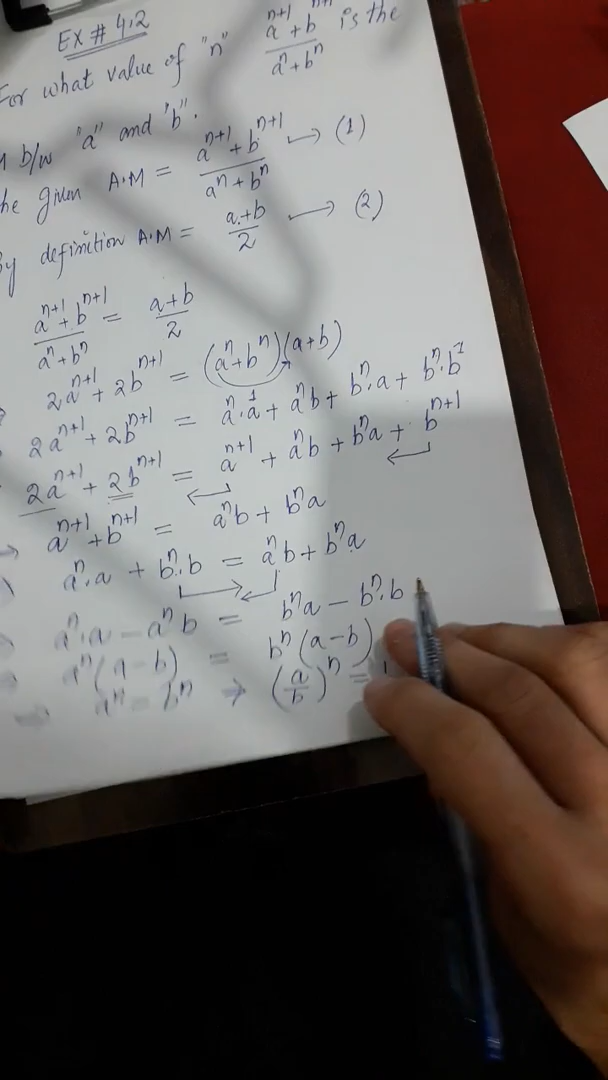 EX # 4.2
For what value of "n" (a^(n+1) + b^(n+1))/(a^n + b^n) is the
b/w "a" and "b".
given A.M = (a^(n+1) + b^(n+1))/(a^n + b^n) → (1)
By definition A.M = (a+b)/2 → (2)
(a^(n+1) + b^(n+1))/(a^n + b^n) = (a+b)/2
2a^(n+1) + 2b^(n+1) = (a^n + b^n)(a+b)
2a^(n+1) + 2b^(n+1) = a^n.a^1 + a^n b + b^n.a + b^n.b^1
2a^(n+1) + 2b^(n+1) = a^(n+1) + a^n b + b^n a + b^(n+1)
→ a^(n+1) + b^(n+1) = a^n b + b^n a
a^n.a + b^n.b = a^n b + b^n a
a^n.a - a^n b = b^n a - b^n.b
a^n(a-b) = b^n(a-b)
⇒ a^n = b^n → (a/b)^n =